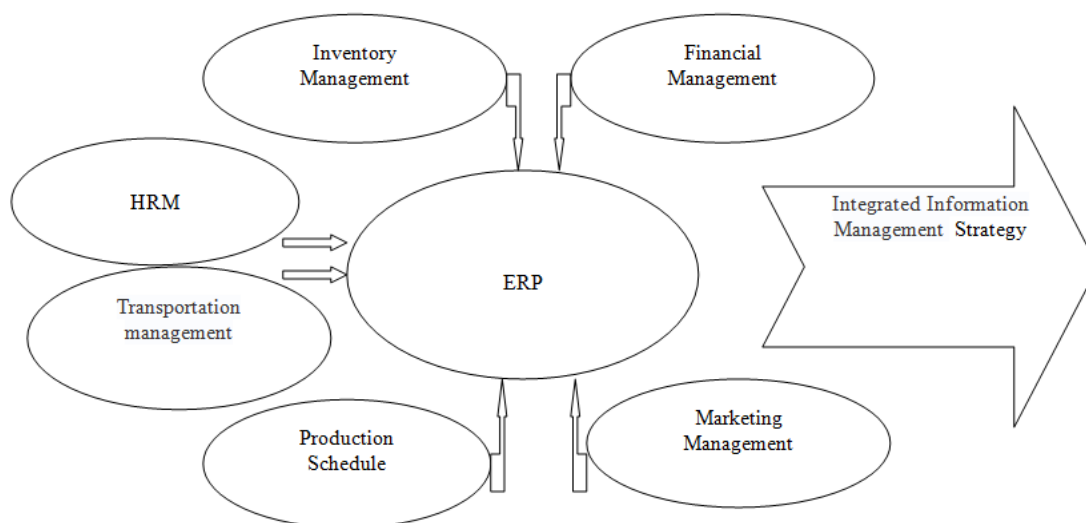 Inventory
Management
Financial
Management
HRM
Integrated Information
Management Strategy
ERP
Transportation
management
Production
Schedule
Marketing
Management